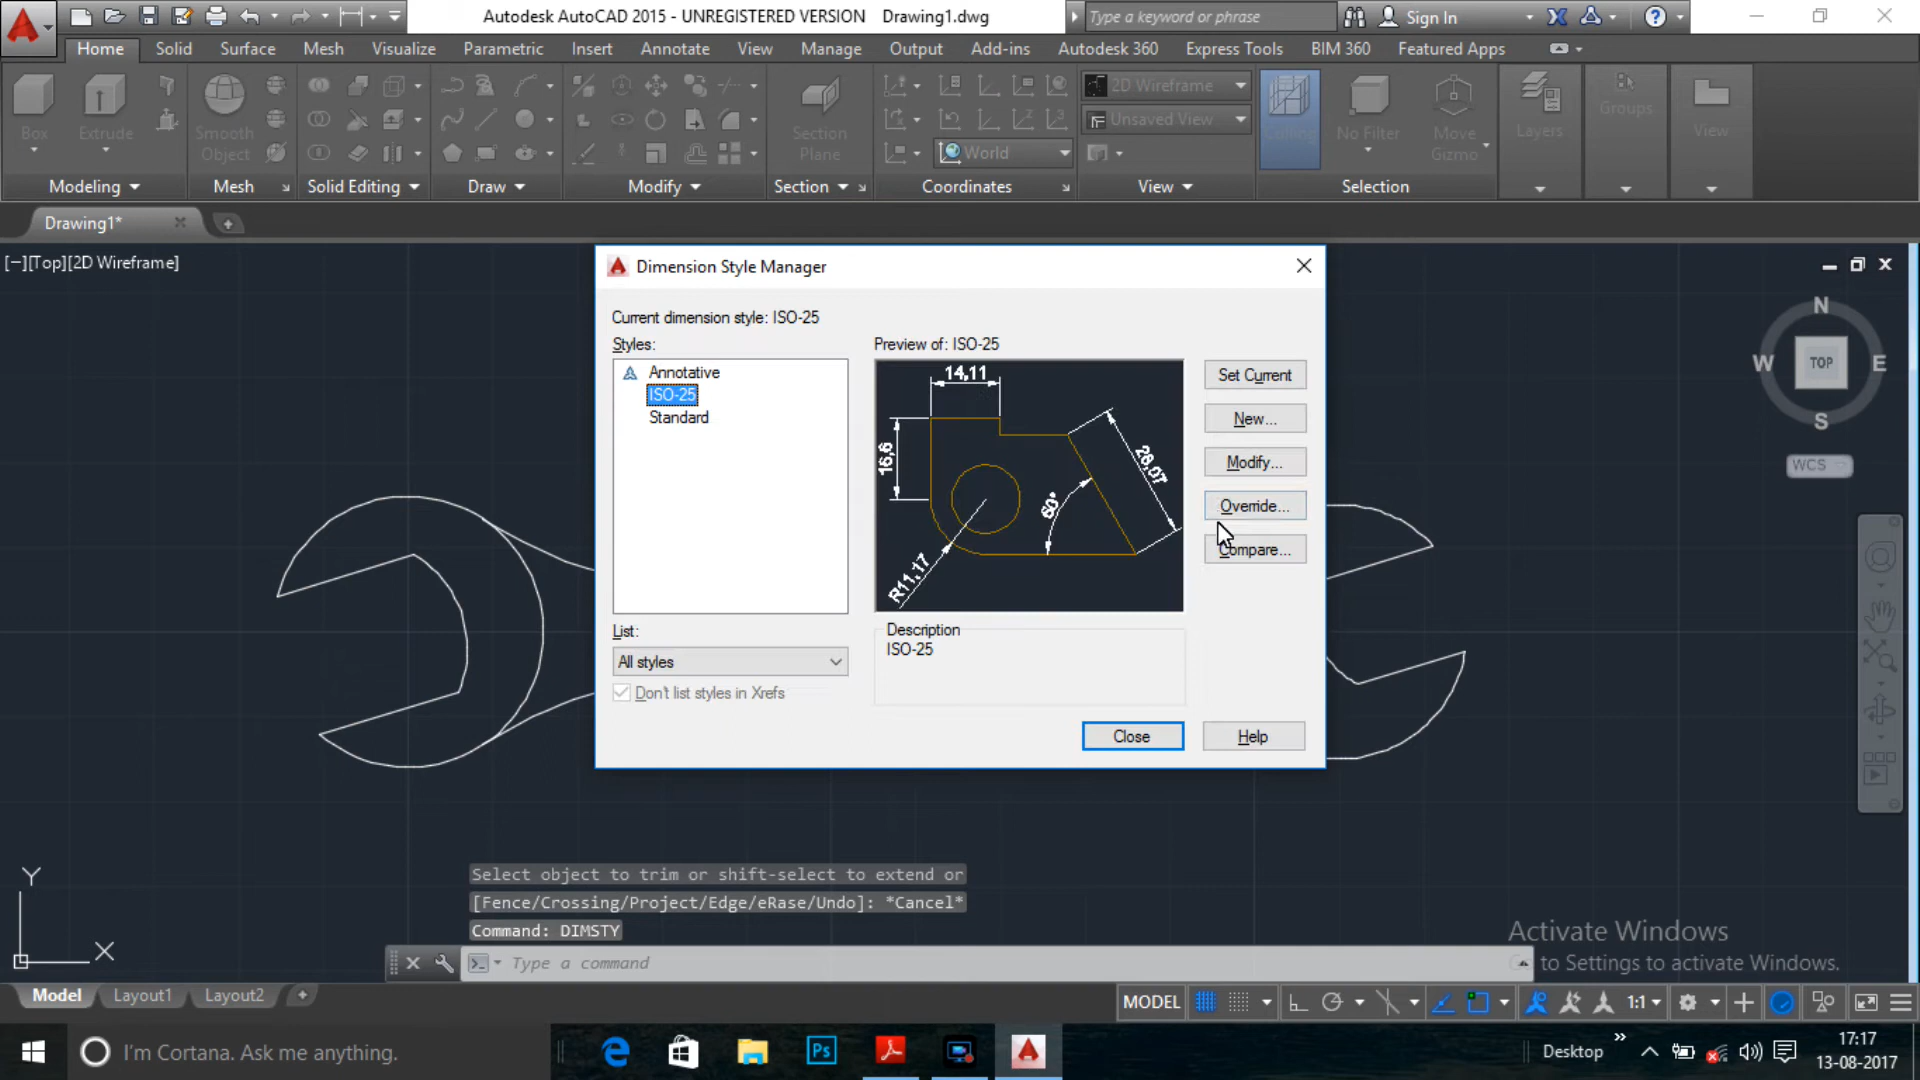 Autodesk AutoCAD 2015 - UNREGISTERED VERSION Drawing1.dwg
Type a keyword or phrase
Sign In
Home Solid Surface Mesh Visualize Parametric Insert Annotate View Manage Output Add-ins Autodesk 360 Express Tools BIM 360 Featured Apps
2D Wireframe
Unsaved View
World
Box
Extrude
Smooth
Object
Section
Plane
Culling
No Filter
Move
Gizmo
Layers
Groups
View
Modeling Mesh Solid Editing Draw Modify Section Coordinates View Selection
Drawing1*
[−][Top][2D Wireframe]
Dimension Style Manager
Current dimension style: ISO-25
Styles:
Annotative
ISO-25
Standard
Preview of: ISO-25
14,11
16,6
28,07
60°
R11,17
Set Current
New...
Modify...
Override...
Compare...
List:
All styles
Don't list styles in Xrefs
Description
ISO-25
Close
Help
N
W
TOP
E
S
WCS
Select object to trim or shift-select to extend or
[Fence/Crossing/Project/Edge/eRase/Undo]: *Cancel*
Command: DIMSTY
Type a command
Y
X
Activate Windows
to Settings to activate Windows.
Model Layout1 Layout2
MODEL
1:1
I'm Cortana. Ask me anything.
Ps
Desktop
17:17
13-08-2017